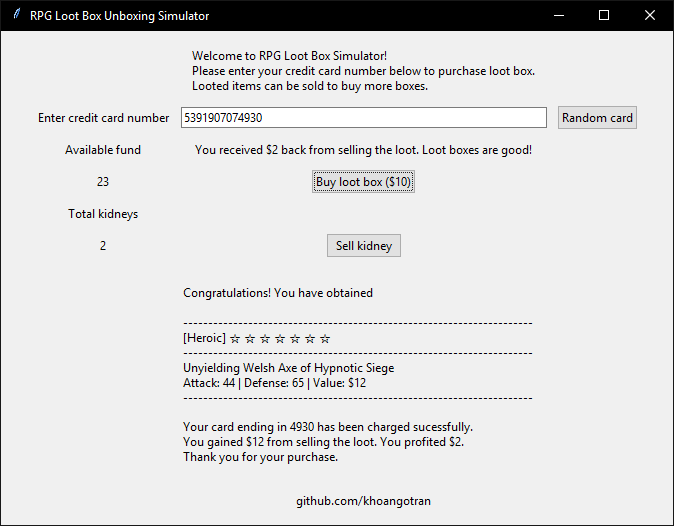 RPG Loot Box Unboxing Simulator
Welcome to RPG Loot Box Simulator!
Please enter your credit card number below to purchase loot box.
Looted items can be sold to buy more boxes.
Enter credit card number 5391907074930 Random card
Available fund You received $2 back from selling the loot. Loot boxes are good!
23 Buy loot box ($10)
Total kidneys
2 Sell kidney
Congratulations! You have obtained
--------------------------------------------------------------
[Heroic] ☆ ☆ ☆ ☆ ☆ ☆ ☆
--------------------------------------------------------------
Unyielding Welsh Axe of Hypnotic Siege
Attack: 44 | Defense: 65 | Value: $12
--------------------------------------------------------------
Your card ending in 4930 has been charged sucessfully.
You gained $12 from selling the loot. You profited $2.
Thank you for your purchase.
github.com/khoangotran